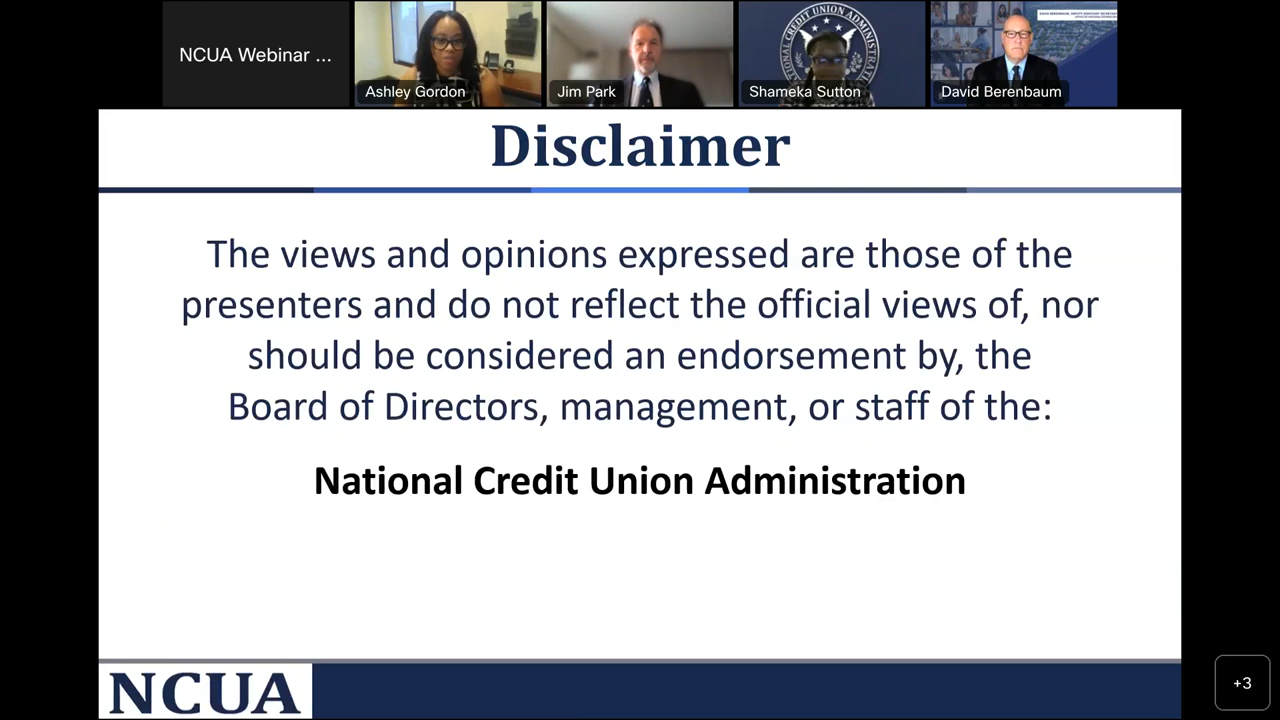 NCUA Webinar ...
Ashley Gordon
Jim Park
Shameka Sutton
David Berenbaum
Disclaimer
The views and opinions expressed are those of the
presenters and do not reflect the official views of, nor
should be considered an endorsement by, the
Board of Directors, management, or staff of the:
National Credit Union Administration
NCUA
+3